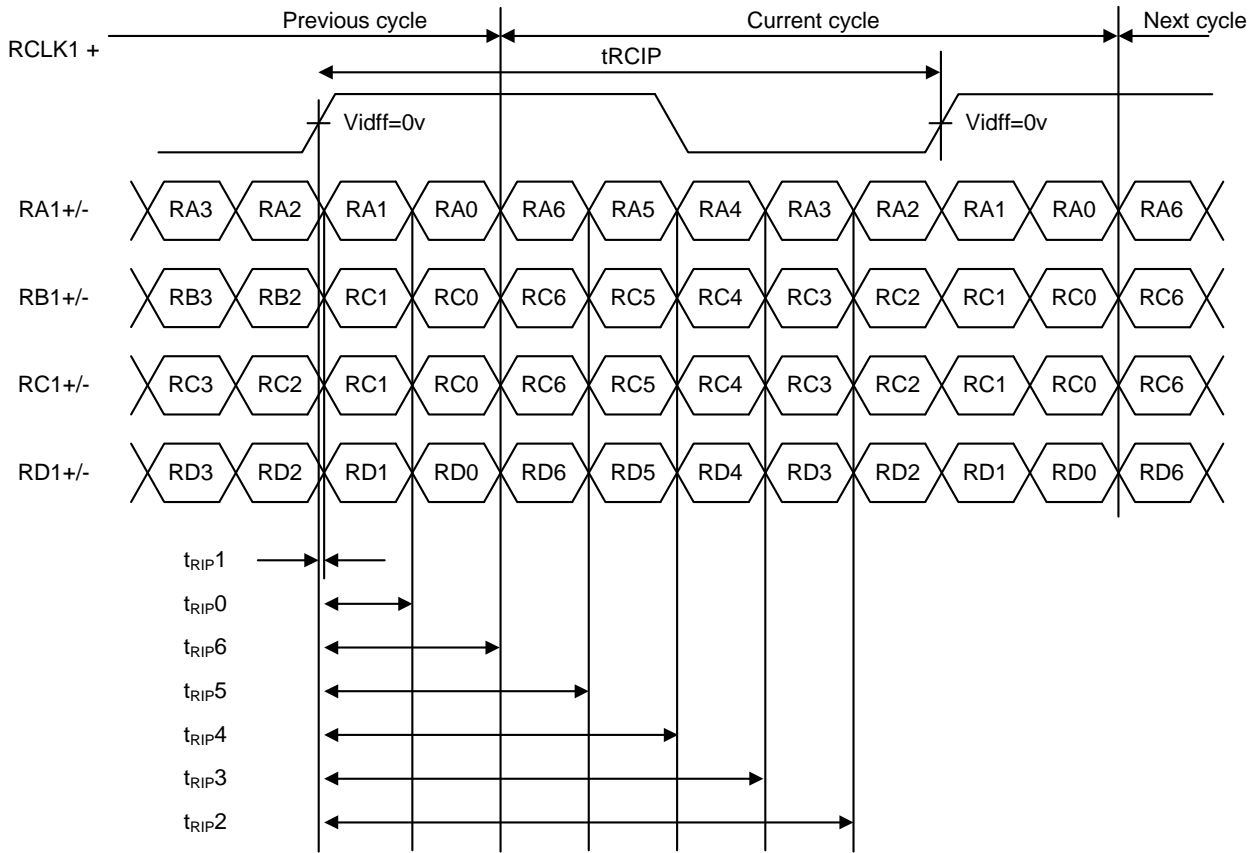 Previous cycle Current cycle Next cycle
RCLK1 +
tRCIP
Vidff=0v Vidff=0v
RA1+/- RA3 RA2 RA1 RA0 RA6 RA5 RA4 RA3 RA2 RA1 RA0 RA6
RB1+/- RB3 RB2 RC1 RC0 RC6 RC5 RC4 RC3 RC2 RC1 RC0 RC6
RC1+/- RC3 RC2 RC1 RC0 RC6 RC5 RC4 RC3 RC2 RC1 RC0 RC6
RD1+/- RD3 RD2 RD1 RD0 RD6 RD5 RD4 RD3 RD2 RD1 RD0 RD6
tRIP1
tRIP0
tRIP6
tRIP5
tRIP4
tRIP3
tRIP2